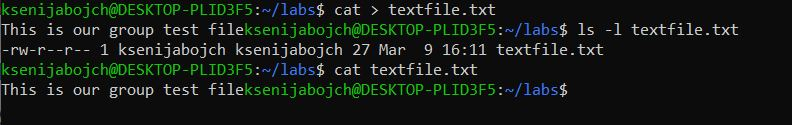 ksenijabojch@DESKTOP-PLID3F5:~/labs$ cat > textfile.txt
This is our group test fileksenijabojch@DESKTOP-PLID3F5:~/labs$ ls -l textfile.txt
-rw-r--r-- 1 ksenijabojch ksenijabojch 27 Mar  9 16:11 textfile.txt
ksenijabojch@DESKTOP-PLID3F5:~/labs$ cat textfile.txt
This is our group test fileksenijabojch@DESKTOP-PLID3F5:~/labs$